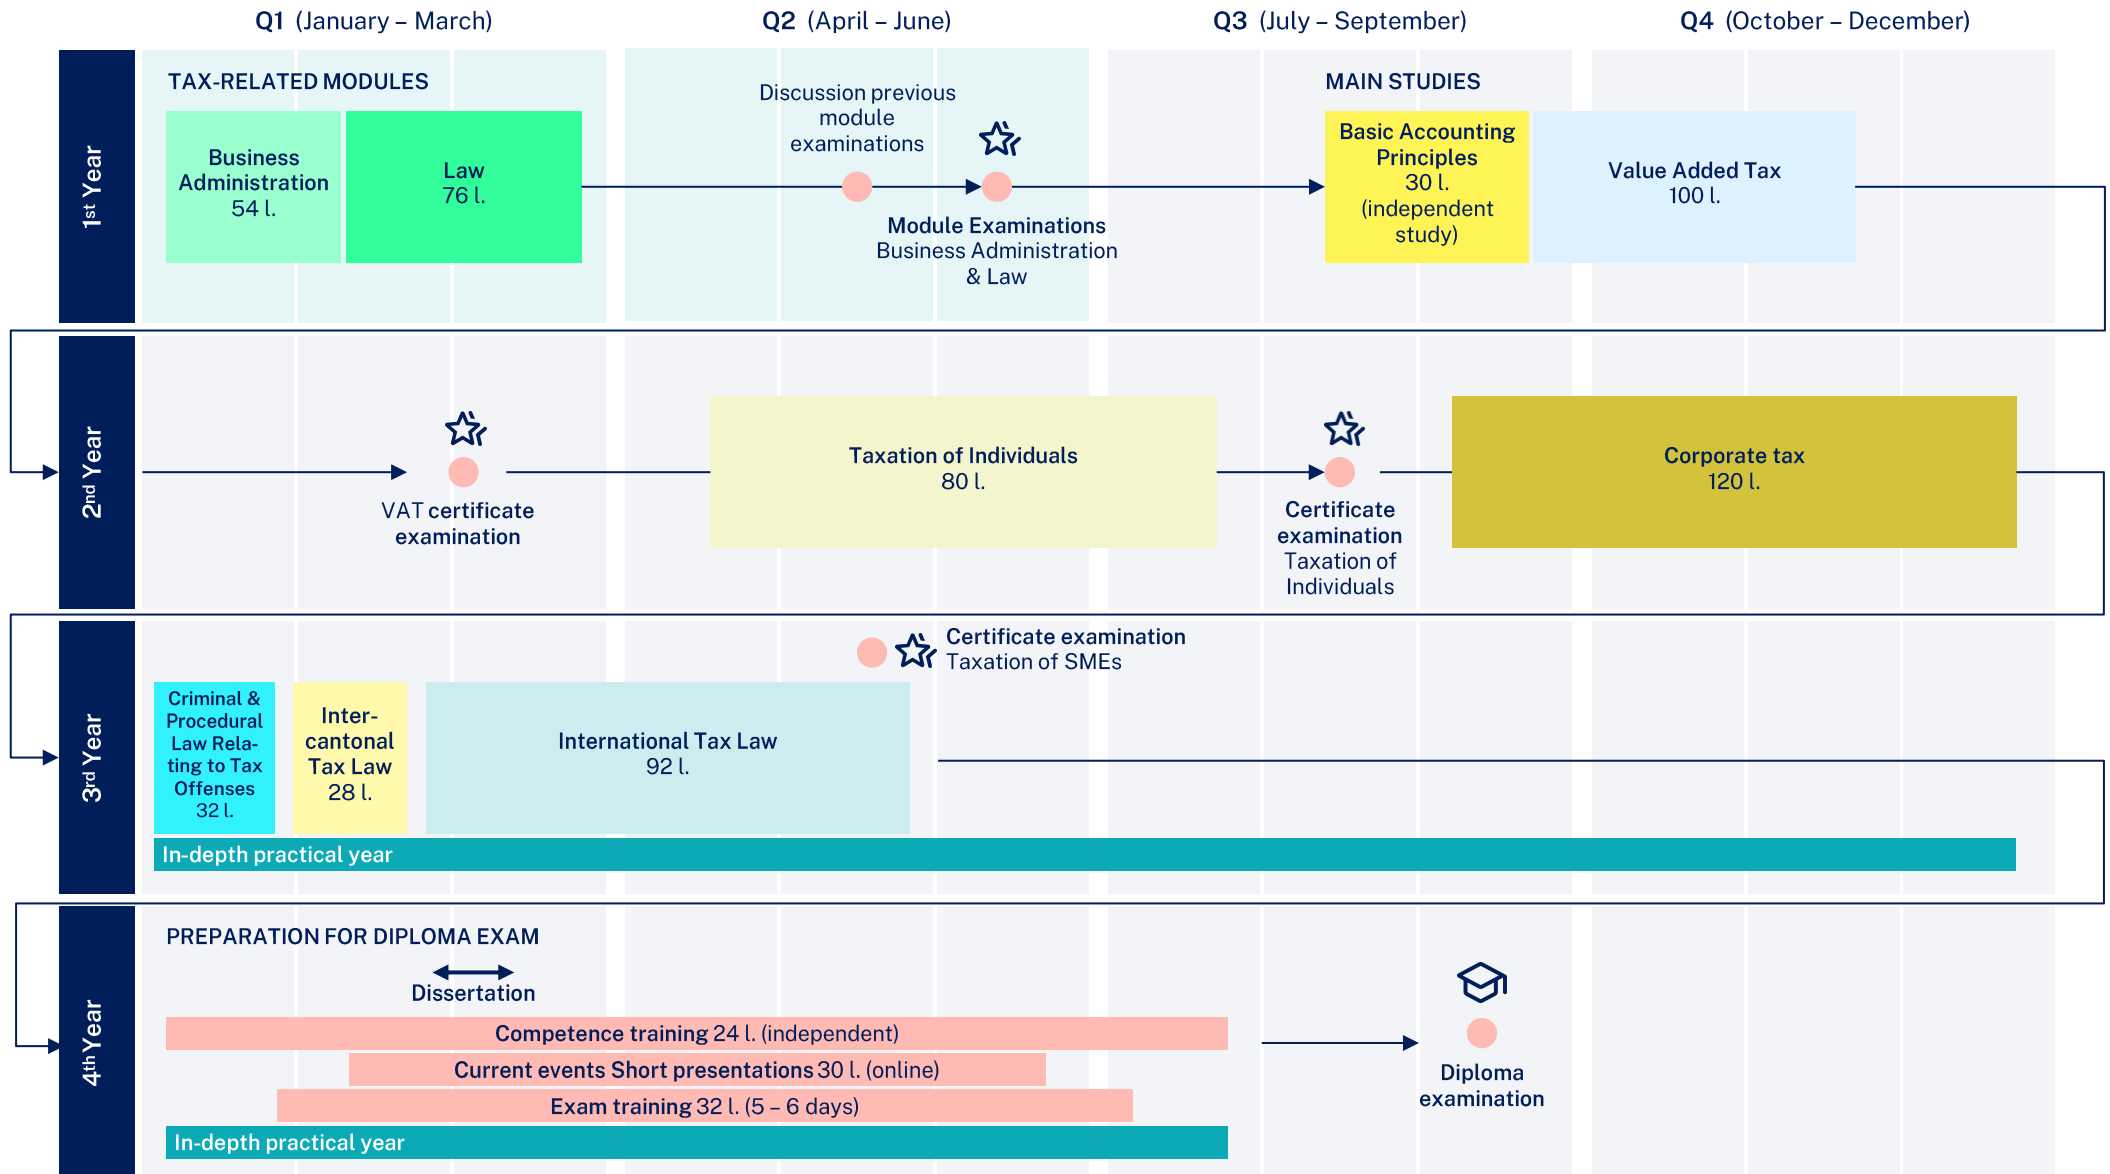 Q1 (January – March)
Q2 (April – June)
Q3 (July – September)
Q4 (October – December)
1st Year
TAX-RELATED MODULES
Business
Administration
54 l.
Law
76 l.
Discussion previous
module
examinations
Module Examinations
Business Administration
& Law
MAIN STUDIES
Basic Accounting
Principles
30 l.
(independent
study)
Value Added Tax
100 l.
2nd Year
VAT certificate
examination
Taxation of Individuals
80 l.
Certificate
examination
Taxation of
Individuals
Corporate tax
120 l.
3rd Year
Certificate examination
Taxation of SMEs
Criminal &
Procedural
Law Rela-
ting to Tax
Offenses
32 l.
Inter-
cantonal
Tax Law
28 l.
International Tax Law
92 l.
In-depth practical year
4th Year
PREPARATION FOR DIPLOMA EXAM
Dissertation
Competence training 24 l. (independent)
Current events Short presentations 30 l. (online)
Exam training 32 l. (5 – 6 days)
In-depth practical year
Diploma
examination